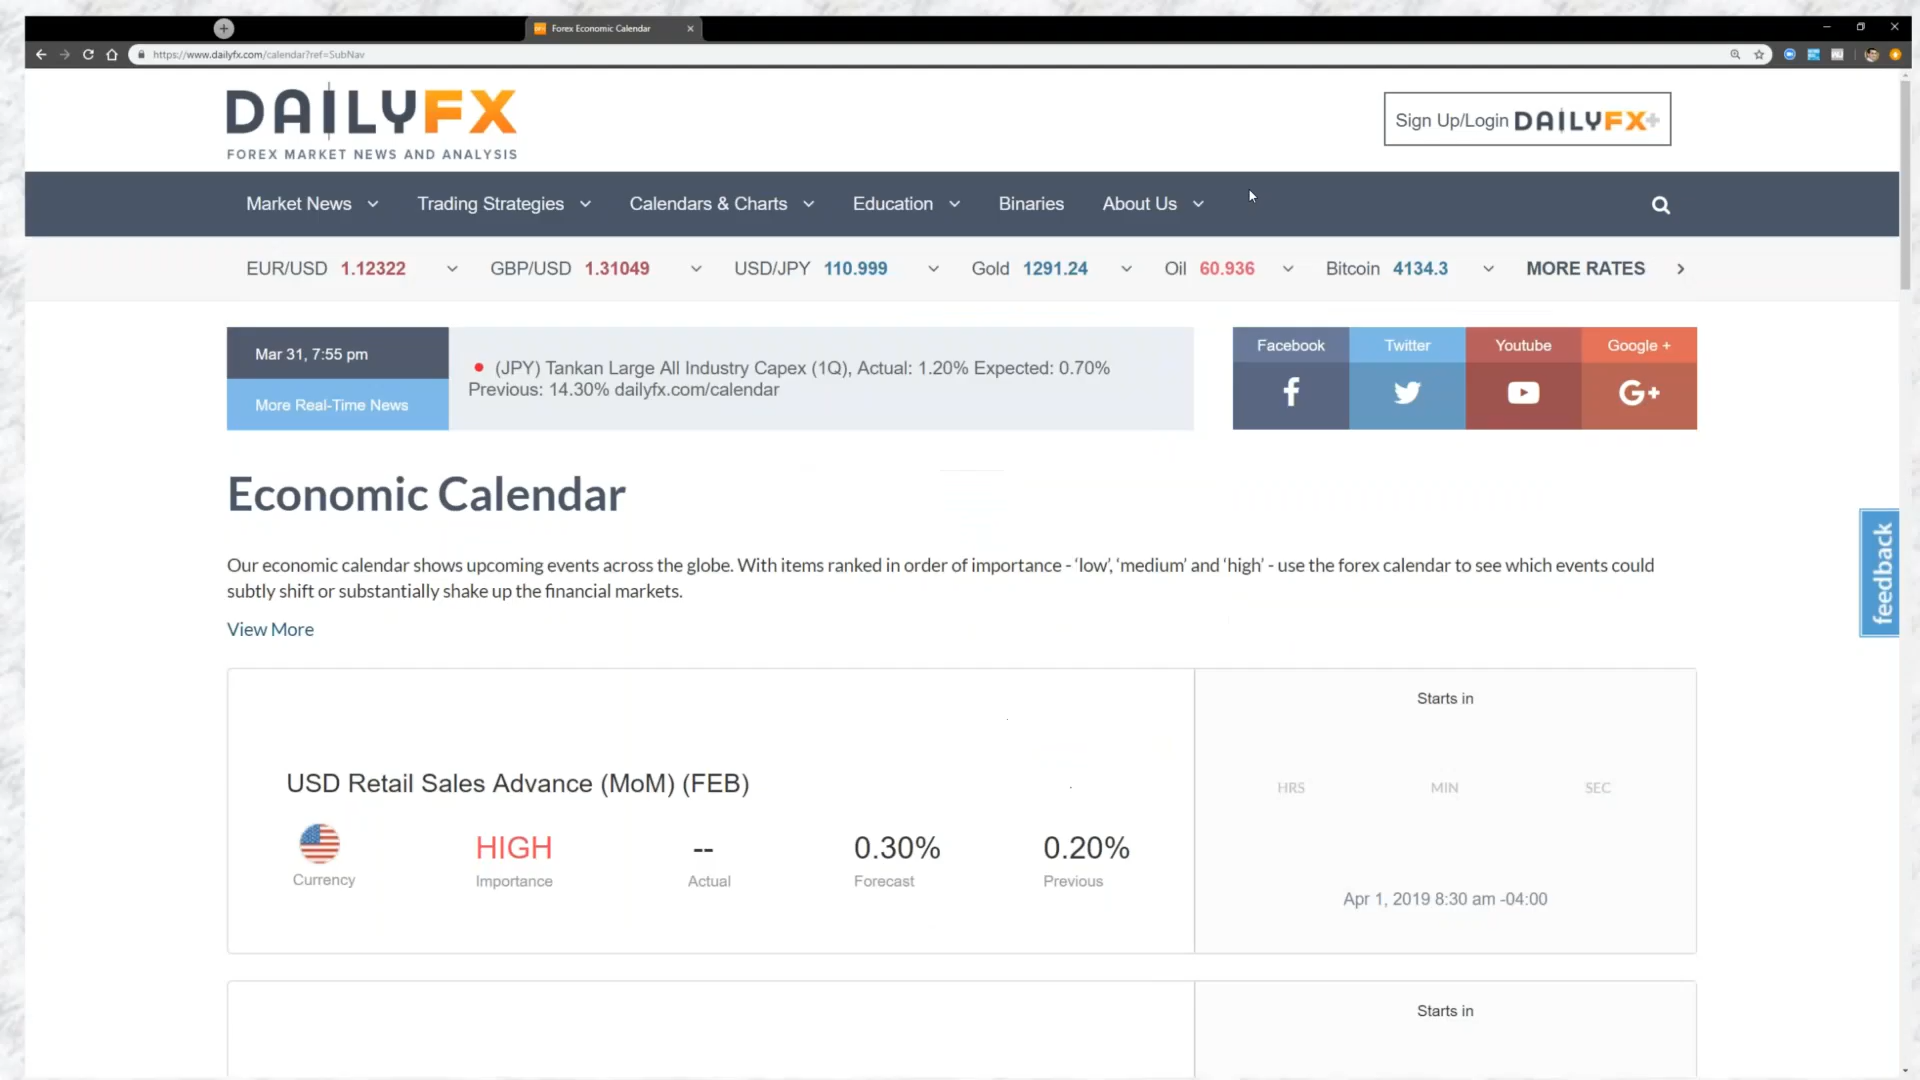 Forex Economic Calendar
https://www.dailyfx.com/calendar?ref=SubNav
DAILYFX
FOREX MARKET NEWS AND ANALYSIS
Sign Up/Login DAILYFX+
Market News Trading Strategies Calendars & Charts Education Binaries About Us
EUR/USD 1.12322 GBP/USD 1.31049 USD/JPY 110.999 Gold 1291.24 Oil 60.936 Bitcoin 4134.3 MORE RATES
Mar 31, 7:55 pm
More Real-Time News
(JPY) Tankan Large All Industry Capex (1Q), Actual: 1.20% Expected: 0.70%
Previous: 14.30% dailyfx.com/calendar
Facebook Twitter Youtube Google +
Economic Calendar
Our economic calendar shows upcoming events across the globe. With items ranked in order of importance - ‘low’, ‘medium’ and ‘high’ - use the forex calendar to see which events could
subtly shift or substantially shake up the financial markets.
View More
feedback
USD Retail Sales Advance (MoM) (FEB)
HIGH -- 0.30% 0.20%
Currency Importance Actual Forecast Previous
Starts in
HRS MIN SEC
Apr 1, 2019 8:30 am -04:00
Starts in